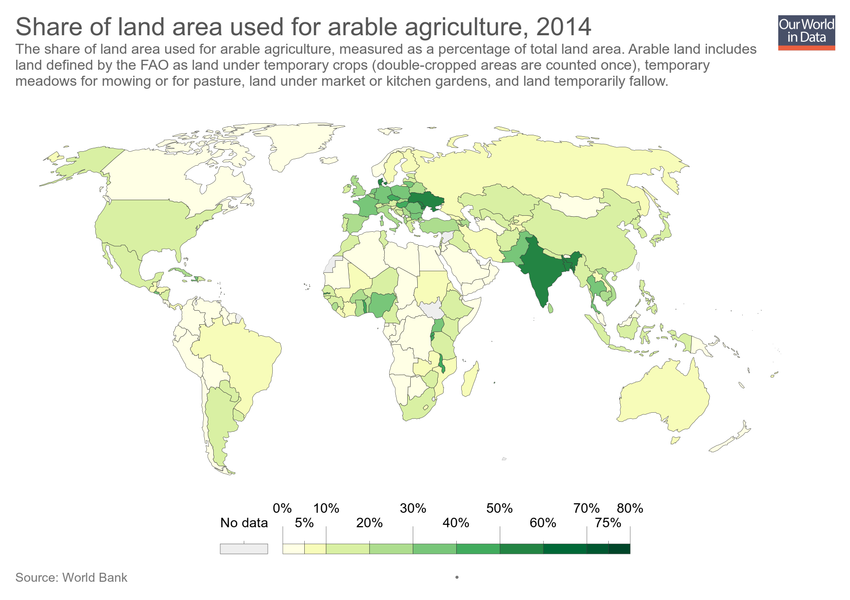 Share of land area used for arable agriculture, 2014
Our World
in Data
The share of land area used for arable agriculture, measured as a percentage of total land area. Arable land includes
land defined by the FAO as land under temporary crops (double-cropped areas are counted once), temporary
meadows for mowing or for pasture, land under market or kitchen gardens, and land temporarily fallow.
0% 10% 30% 50% 70% 80%
No data 5% 20% 40% 60% 75%
Source: World Bank